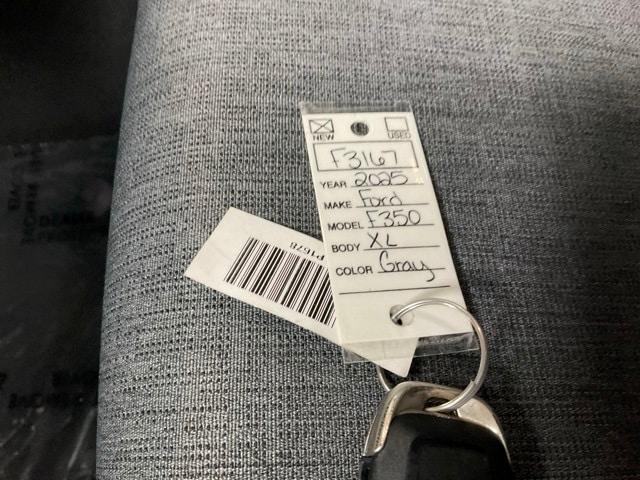 NEW USED
F3167
YEAR 2025
MAKE Ford
MODEL F350
BODY XL
COLOR Gray